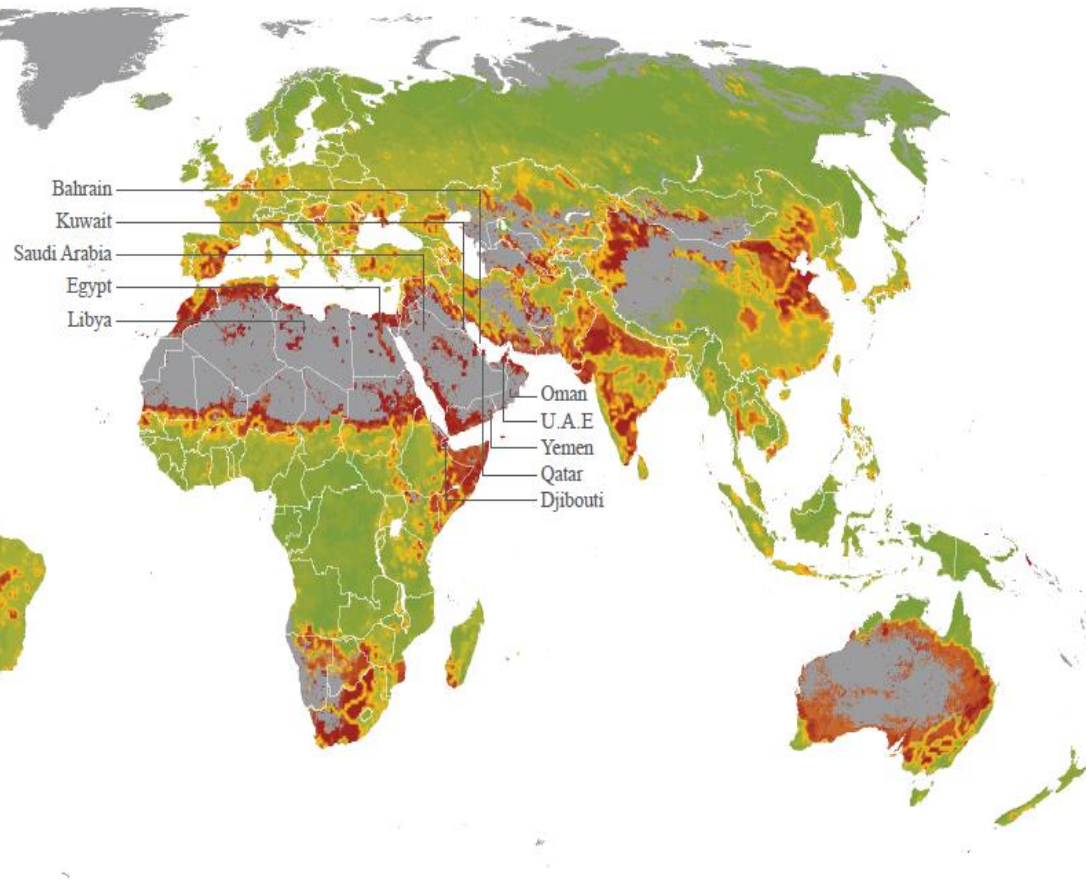 Bahrain
Kuwait
Saudi Arabia
Egypt
Libya
Oman
U.A.E
Yemen
Qatar
Djibouti